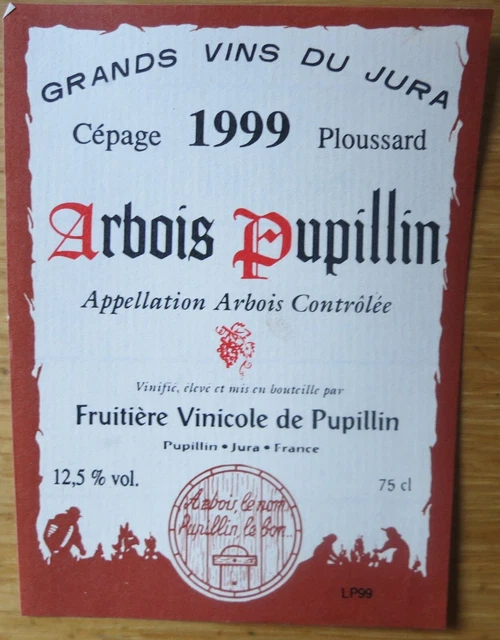 GRANDS VINS DU JURA
Cépage 1999 Ploussard
Arbois Pupillin
Appellation Arbois Contrôlée
Vinifié, élevé et mis en bouteille par
Fruitière Vinicole de Pupillin
Pupillin • Jura • France
12,5 % vol. 75 cl
Arbois, le nom
Pupillin, le bon...
LP99